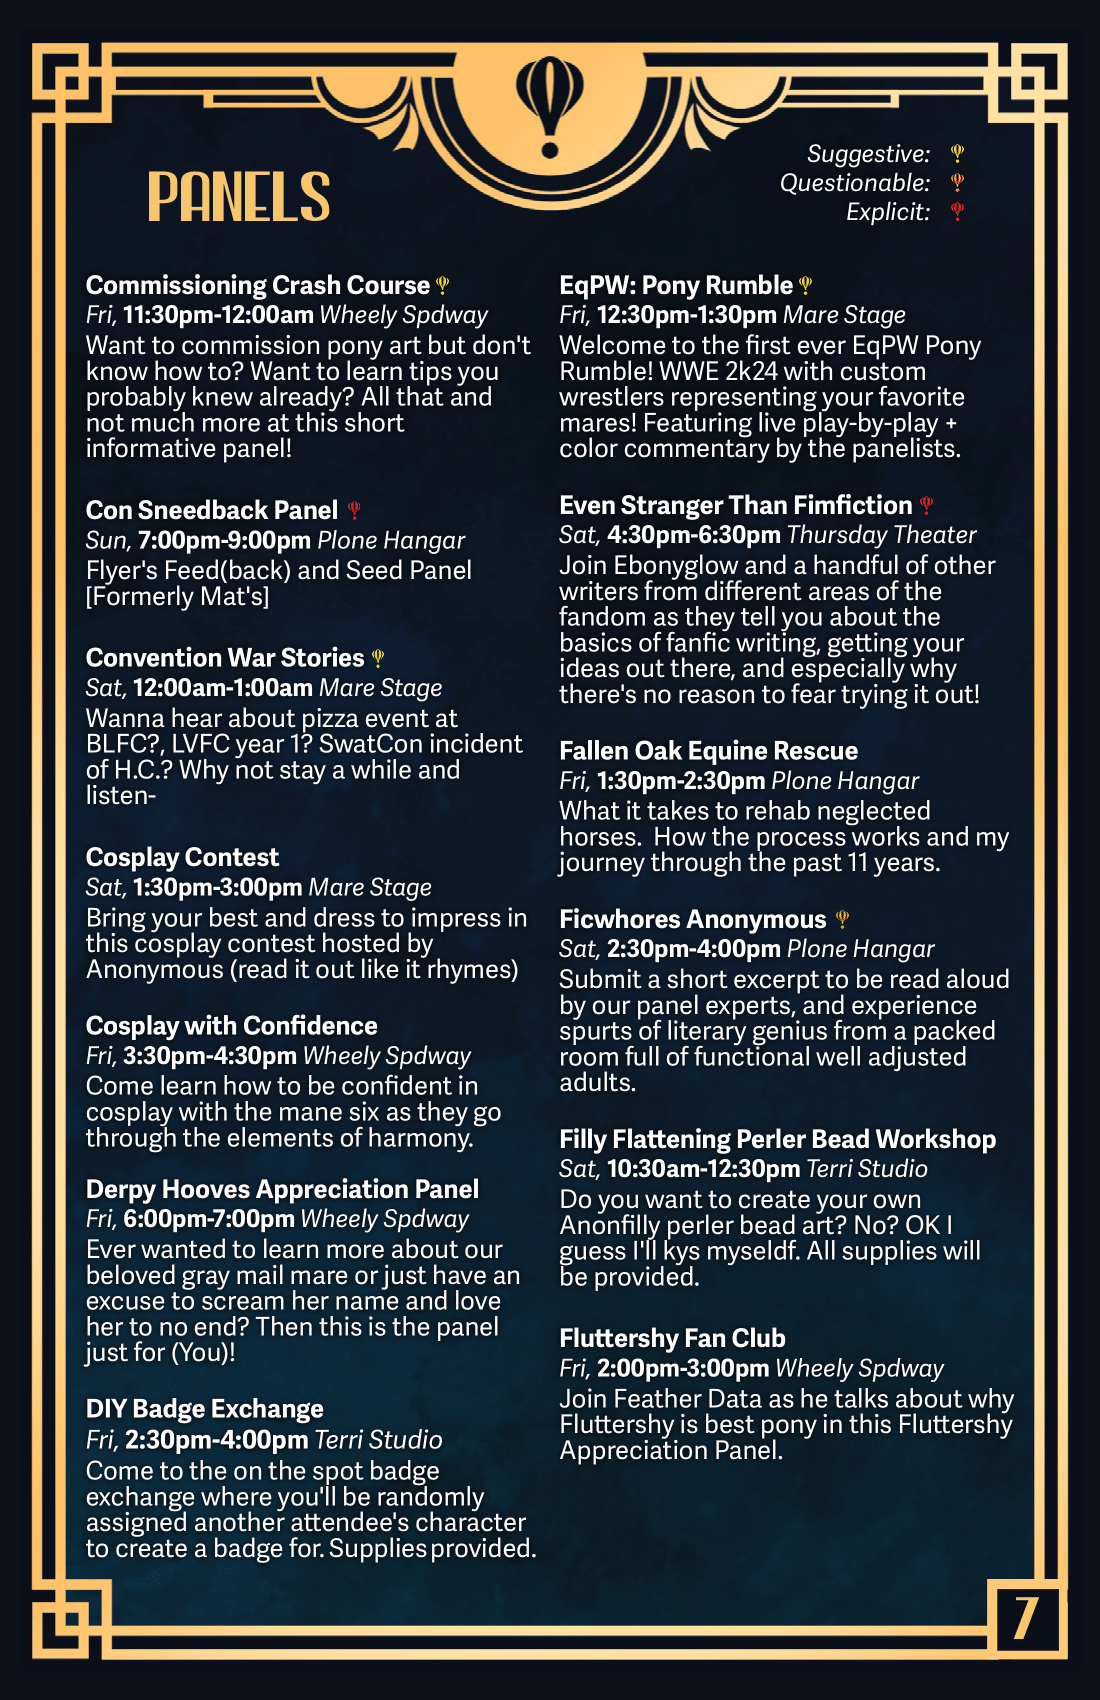 PANELS
Suggestive:
Questionable:
Explicit:
Commissioning Crash Course
Fri, 11:30pm-12:00am Wheely Spdway
Want to commission pony art but don't
know how to? Want to learn tips you
probably knew already? All that and
not much more at this short
informative panel!
Con Sneedback Panel
Sun, 7:00pm-9:00pm Plone Hangar
Flyer's Feed(back) and Seed Panel
[Formerly Mat's]
Convention War Stories
Sat, 12:00am-1:00am Mare Stage
Wanna hear about pizza event at
BLFC?, LVFC year 1? SwatCon incident
of H.C.? Why not stay a while and
listen-
Cosplay Contest
Sat, 1:30pm-3:00pm Mare Stage
Bring your best and dress to impress in
this cosplay contest hosted by
Anonymous (read it out like it rhymes)
Cosplay with Confidence
Fri, 3:30pm-4:30pm Wheely Spdway
Come learn how to be confident in
cosplay with the mane six as they go
through the elements of harmony.
Derpy Hooves Appreciation Panel
Fri, 6:00pm-7:00pm Wheely Spdway
Ever wanted to learn more about our
beloved gray mail mare or just have an
excuse to scream her name and love
her to no end? Then this is the panel
just for (You)!
DIY Badge Exchange
Fri, 2:30pm-4:00pm Terri Studio
Come to the on the spot badge
exchange where you'll be randomly
assigned another attendee's character
to create a badge for. Supplies provided.
EqPW: Pony Rumble
Fri, 12:30pm-1:30pm Mare Stage
Welcome to the first ever EqPW Pony
Rumble! WWE 2k24 with custom
wrestlers representing your favorite
mares! Featuring live play-by-play +
color commentary by the panelists.
Even Stranger Than Fimfiction
Sat, 4:30pm-6:30pm Thursday Theater
Join Ebonyglow and a handful of other
writers from different areas of the
fandom as they tell you about the
basics of fanfic writing, getting your
ideas out there, and especially why
there's no reason to fear trying it out!
Fallen Oak Equine Rescue
Fri, 1:30pm-2:30pm Plone Hangar
What it takes to rehab neglected
horses.  How the process works and my
journey through the past 11 years.
Ficwhores Anonymous
Sat, 2:30pm-4:00pm Plone Hangar
Submit a short excerpt to be read aloud
by our panel experts, and experience
spurts of literary genius from a packed
room full of functional well adjusted
adults.
Filly Flattening Perler Bead Workshop
Sat, 10:30am-12:30pm Terri Studio
Do you want to create your own
Anonfilly perler bead art? No? OK I
guess I'll kys myseldf. All supplies will
be provided.
Fluttershy Fan Club
Fri, 2:00pm-3:00pm Wheely Spdway
Join Feather Data as he talks about why
Fluttershy is best pony in this Fluttershy
Appreciation Panel.
7